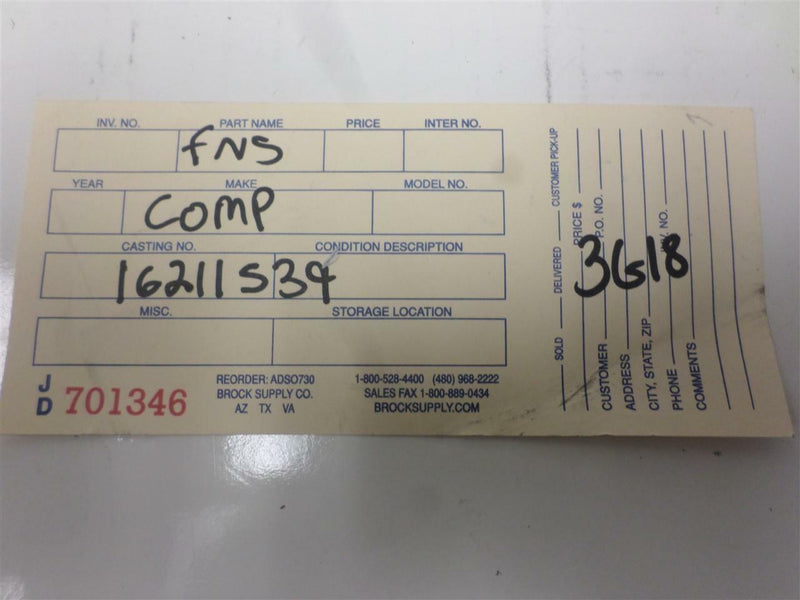 INV. NO. PART NAME PRICE INTER NO.
FNS
YEAR MAKE MODEL NO.
COMP
CASTING NO. CONDITION DESCRIPTION
16211534
MISC. STORAGE LOCATION
JD 701346
REORDER: ADSO730
BROCK SUPPLY CO.
AZ TX VA
1-800-528-4400 (480) 968-2222
SALES FAX 1-800-889-0434
BROCKSUPPLY.COM
SOLD DELIVERED CUSTOMER PICK-UP
PRICE $
CUSTOMER P.O. NO.
ADDRESS
CITY, STATE, ZIP
PHONE NO.
COMMENTS
3G18